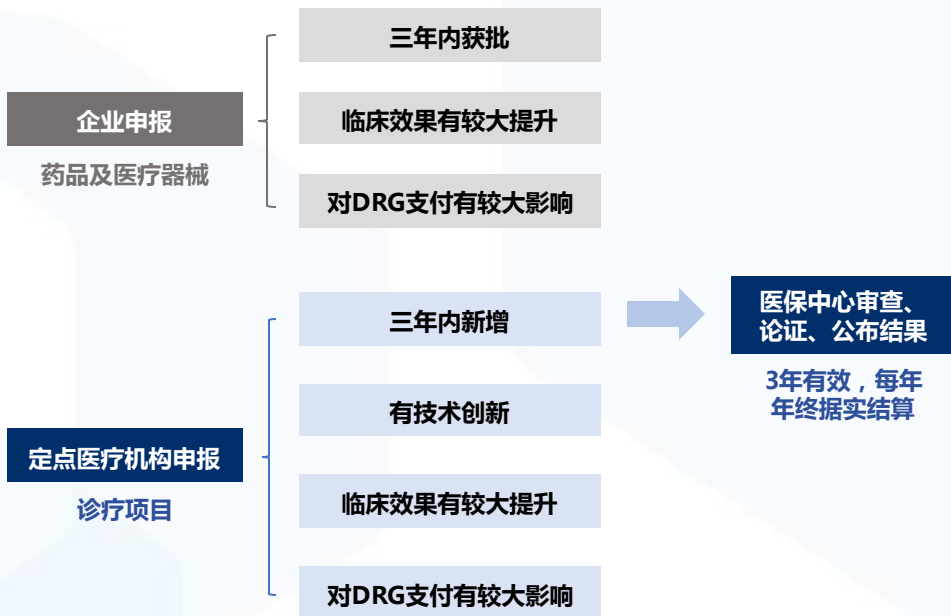 企业申报
药品及医疗器械
三年内获批
临床效果有较大提升
对DRG支付有较大影响
定点医疗机构申报
诊疗项目
三年内新增
有技术创新
临床效果有较大提升
对DRG支付有较大影响
医保中心审查、
论证、公布结果
3年有效，每年
年终据实结算